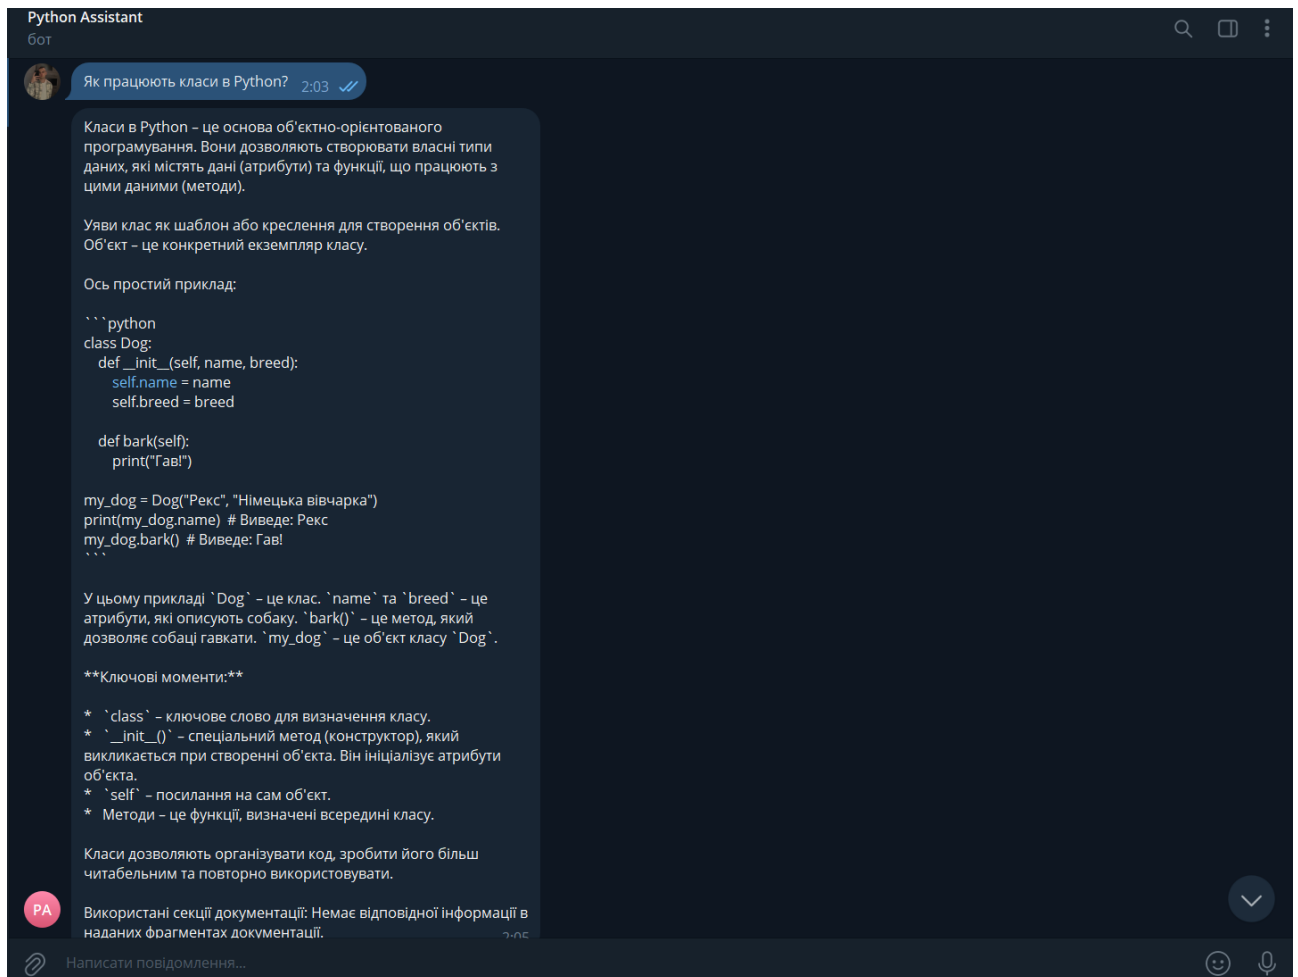 Python Assistant
бот
Як працюють класи в Python? 2:03
Класи в Python – це основа об'єктно-орієнтованого
програмування. Вони дозволяють створювати власні типи
даних, які містять дані (атрибути) та функції, що працюють з
цими даними (методи).
Уяви клас як шаблон або креслення для створення об'єктів.
Об'єкт – це конкретний екземпляр класу.
Ось простий приклад:
```python
class Dog:
    def __init__(self, name, breed):
        self.name = name
        self.breed = breed
    def bark(self):
        print("Гав!")
my_dog = Dog("Рекс", "Німецька вівчарка")
print(my_dog.name)  # Виведе: Рекс
my_dog.bark()  # Виведе: Гав!
```
У цьому прикладі `Dog` – це клас. `name` та `breed` – це
атрибути, які описують собаку. `bark()` – це метод, який
дозволяє собаці гавкати. `my_dog` – це об'єкт класу `Dog`.
**Ключові моменти:**
*   `class` – ключове слово для визначення класу.
*   `__init__()` – спеціальний метод (конструктор), який
викликається при створенні об'єкта. Він ініціалізує атрибути
об'єкта.
*   `self` – посилання на сам об'єкт.
*   Методи – це функції, визначені всередині класу.
Класи дозволяють організувати код, зробити його більш
читабельним та повторно використовувати.
PA
Використані секції документації: Немає відповідної інформації в
наданих фрагментах документації. 2:05
Написати повідомлення...